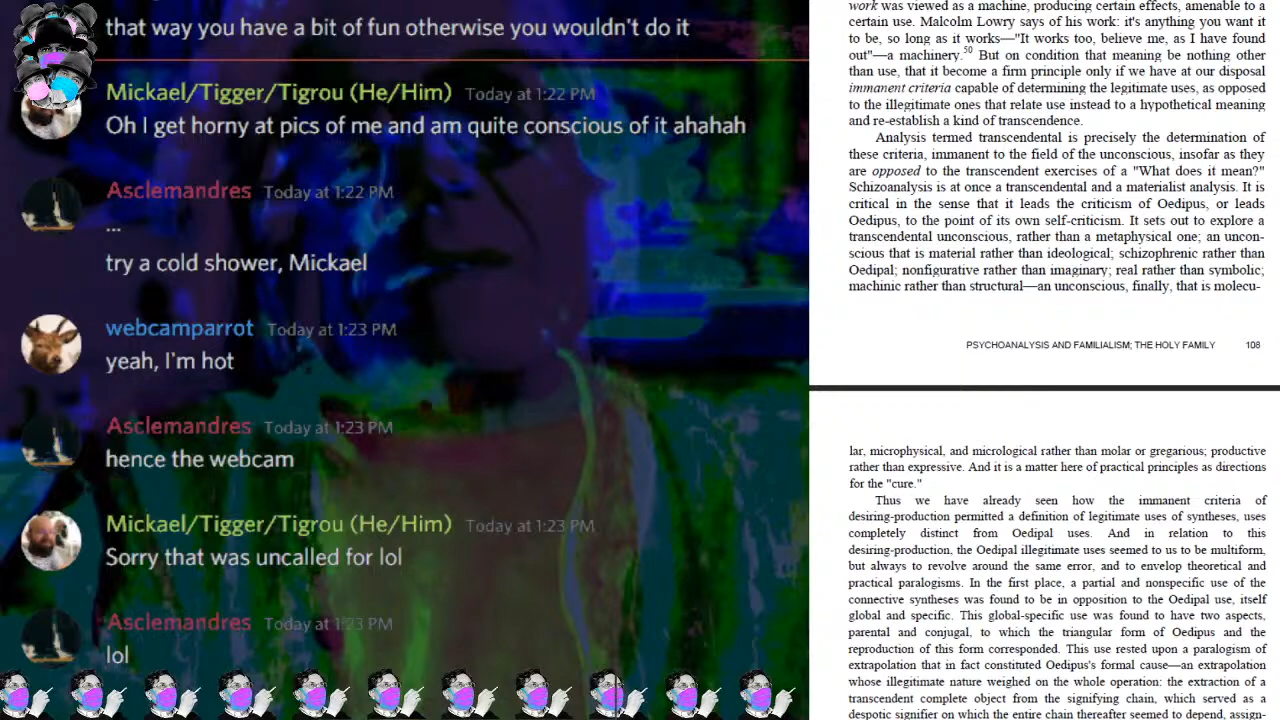 that way you have a bit of fun otherwise you wouldn't do it
Mickael/Tigger/Tigrou (He/Him) Today at 1:22 PM
Oh I get horny at pics of me and am quite conscious of it ahahah
Asclemandres Today at 1:22 PM
...
try a cold shower, Mickael
webcamparrot Today at 1:23 PM
yeah, I'm hot
Asclemandres Today at 1:23 PM
hence the webcam
Mickael/Tigger/Tigrou (He/Him) Today at 1:23 PM
Sorry that was uncalled for lol
Asclemandres Today at 1:23 PM
lol
work was viewed as a machine, producing certain effects, amenable to a
certain use. Malcolm Lowry says of his work: it's anything you want it
to be, so long as it works—"It works too, believe me, as I have found
out"—a machinery.50 But on condition that meaning be nothing other
than use, that it become a firm principle only if we have at our disposal
immanent criteria capable of determining the legitimate uses, as opposed
to the illegitimate ones that relate use instead to a hypothetical meaning
and re-establish a kind of transcendence.
Analysis termed transcendental is precisely the determination of
these criteria, immanent to the field of the unconscious, insofar as they
are opposed to the transcendent exercises of a "What does it mean?"
Schizoanalysis is at once a transcendental and a materialist analysis. It is
critical in the sense that it leads the criticism of Oedipus, or leads
Oedipus, to the point of its own self-criticism. It sets out to explore a
transcendental unconscious, rather than a metaphysical one; an uncon-
scious that is material rather than ideological; schizophrenic rather than
Oedipal; nonfigurative rather than imaginary; real rather than symbolic;
machinic rather than structural—an unconscious, finally, that is molecu-
PSYCHOANALYSIS AND FAMILIALISM; THE HOLY FAMILY 108
lar, microphysical, and micrological rather than molar or gregarious; productive
rather than expressive. And it is a matter here of practical principles as directions
for the "cure."
Thus we have already seen how the immanent criteria of
desiring-production permitted a definition of legitimate uses of syntheses, uses
completely distinct from Oedipal uses. And in relation to this
desiring-production, the Oedipal illegitimate uses seemed to us to be multiform,
but always to revolve around the same error, and to envelop theoretical and
practical paralogisms. In the first place, a partial and nonspecific use of the
connective syntheses was found to be in opposition to the Oedipal use, itself
global and specific. This global-specific use was found to have two aspects,
parental and conjugal, to which the triangular form of Oedipus and the
reproduction of this form corresponded. This use rested upon a paralogism of
extrapolation that in fact constituted Oedipus's formal cause—an extrapolation
whose illegitimate nature weighed on the whole operation: the extraction of a
transcendent complete object from the signifying chain, which served as a
despotic signifier on which the entire chain thereafter seemed to depend, assign-